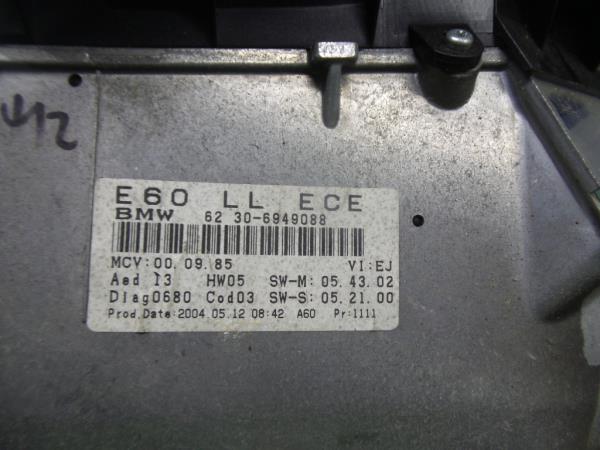 E60 LL ECE
BMW 62 30-6949088
MCV:00.09.85 VI:EJ
Aed 13 HW05 SW-M: 05.43.02
Diag0680 Cod03 SW-S: 05.21.00
Prod.Date:2004.05.12 08:42 A60 Pr:1111